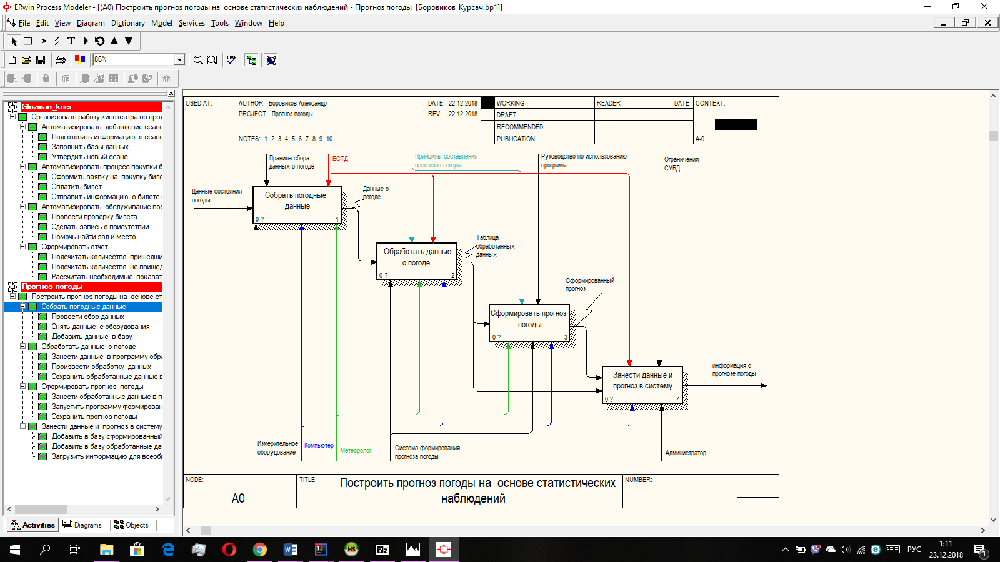 ERwin Process Modeler - [(A0) Построить прогноз погоды на  основе статистических наблюдений - Прогноз погоды  [Боровиков_Курсач.bp1]]
File Edit View Diagram Dictionary Model Services Tools Window Help
86%
Glozman_kurs
Организовать работу кинотеатра по прод
Автоматизировать  добавление сеанс
Подготовить информацию  о сеанс
Заполнить базы данных
Утвердить новый сеанс
Автоматизировать процесс покупки б
Оформить заявку на  покупку биле
Оплатить билет
Отправить информацию  о билете н
Автоматизировать  обслуживание пос
Провести проверку билета
Сделать запись о присутствии
Помочь найти зал и место
Сформировать отчет
Подсчитать количество  пришедши
Подсчитать количество  не пришед
Рассчитать необходимые  показат
Прогноз погоды
Построить прогноз погоды на  основе ст
Собрать погодные данные
Провести сбор данных
Снять данные  с оборудования
Добавить данные  в базу
Обработать данные  о погоде
Занести данные  в программу обра
Произвести обработку  данных
Сохранить обработанные данные в
Сформировать прогноз  погоды
Занести обработанные данные в п
Запустить программу формирован
Сохранить прогноз погоды
Занести данные и  прогноз в систему
Добавить в базу сформированный
Добавить в базу обработанные да
Загрузить информацию для всеоб
Activities Diagrams Objects
USED AT:
AUTHER: Боровиков Александр
DATE: 22.12.2018
PROJECT: Прогноз погоды
REV: 22.12.2018
NOTES: 1 2 3 4 5 6 7 8 9 10
WORKING
DRAFT
RECOMMENDED
PUBLICATION
READER
DATE
CONTEXT:
A-0
Правила сбора
данных о погоде
ЕСТД
Принципы составления
прогнозов погоды
Руководство по использованию
програмы
Ограничения
СУБД
Данные состояния
погоды
Собрать погодные
данные
0 ?
1
Данные о
погоде
Обработать данные
о погоде
0 ?
2
Таблица
обработанных
данных
Сформировать прогноз
погоды
0 ?
3
Сформированный
прогноз
Занести данные и
прогноз в систему
0 ?
4
информация о
прогнозе погоды
Измерительное
оборудование
Компьютер
Метеоролог
Система формирования
прогноза погоды
Администратор
NODE:
A0
TITLE:
Построить прогноз погоды на  основе статистических
наблюдений
NUMBER:
РУС
1:11
23.12.2018
1